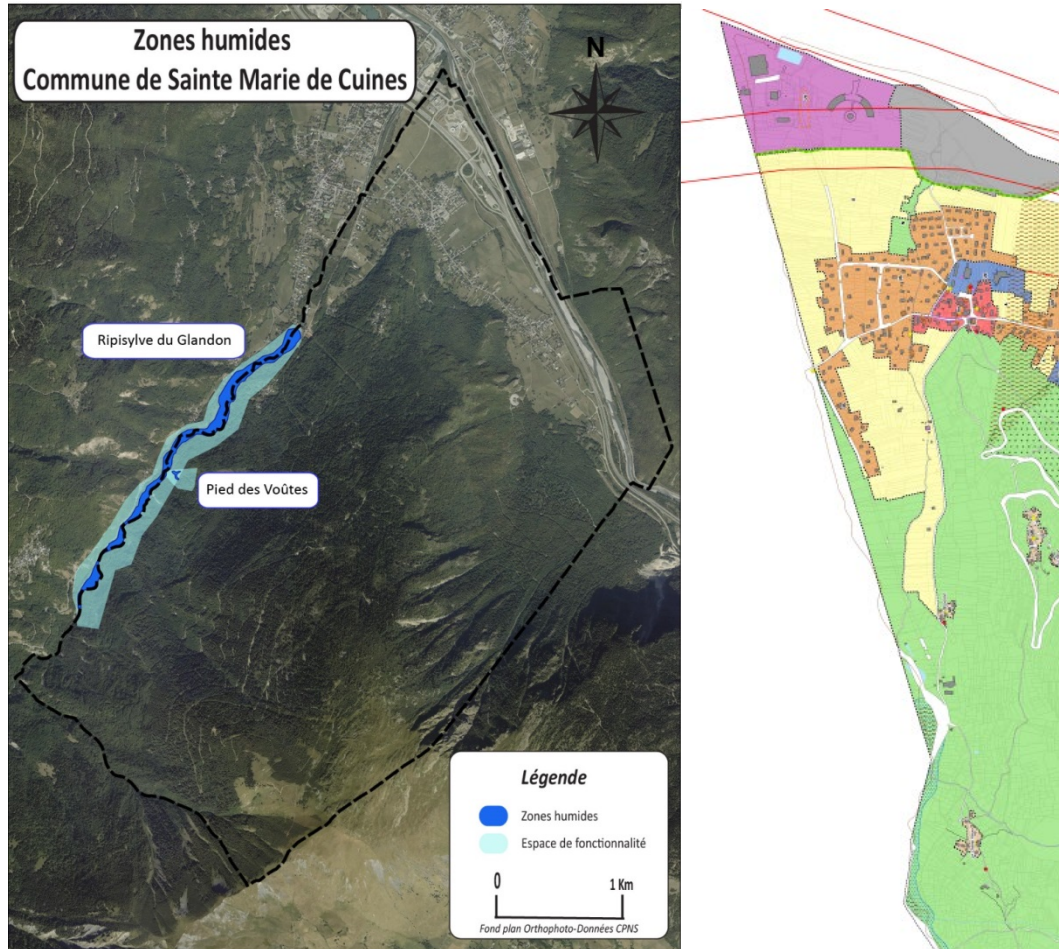 Zones humides
Commune de Sainte Marie de Cuines
N
Ripisylve du Glandon
Pied des Voûtes
Légende
Zones humides
Espace de fonctionnalité
0
1 Km
Fond plan Orthophoto-Données CPNS